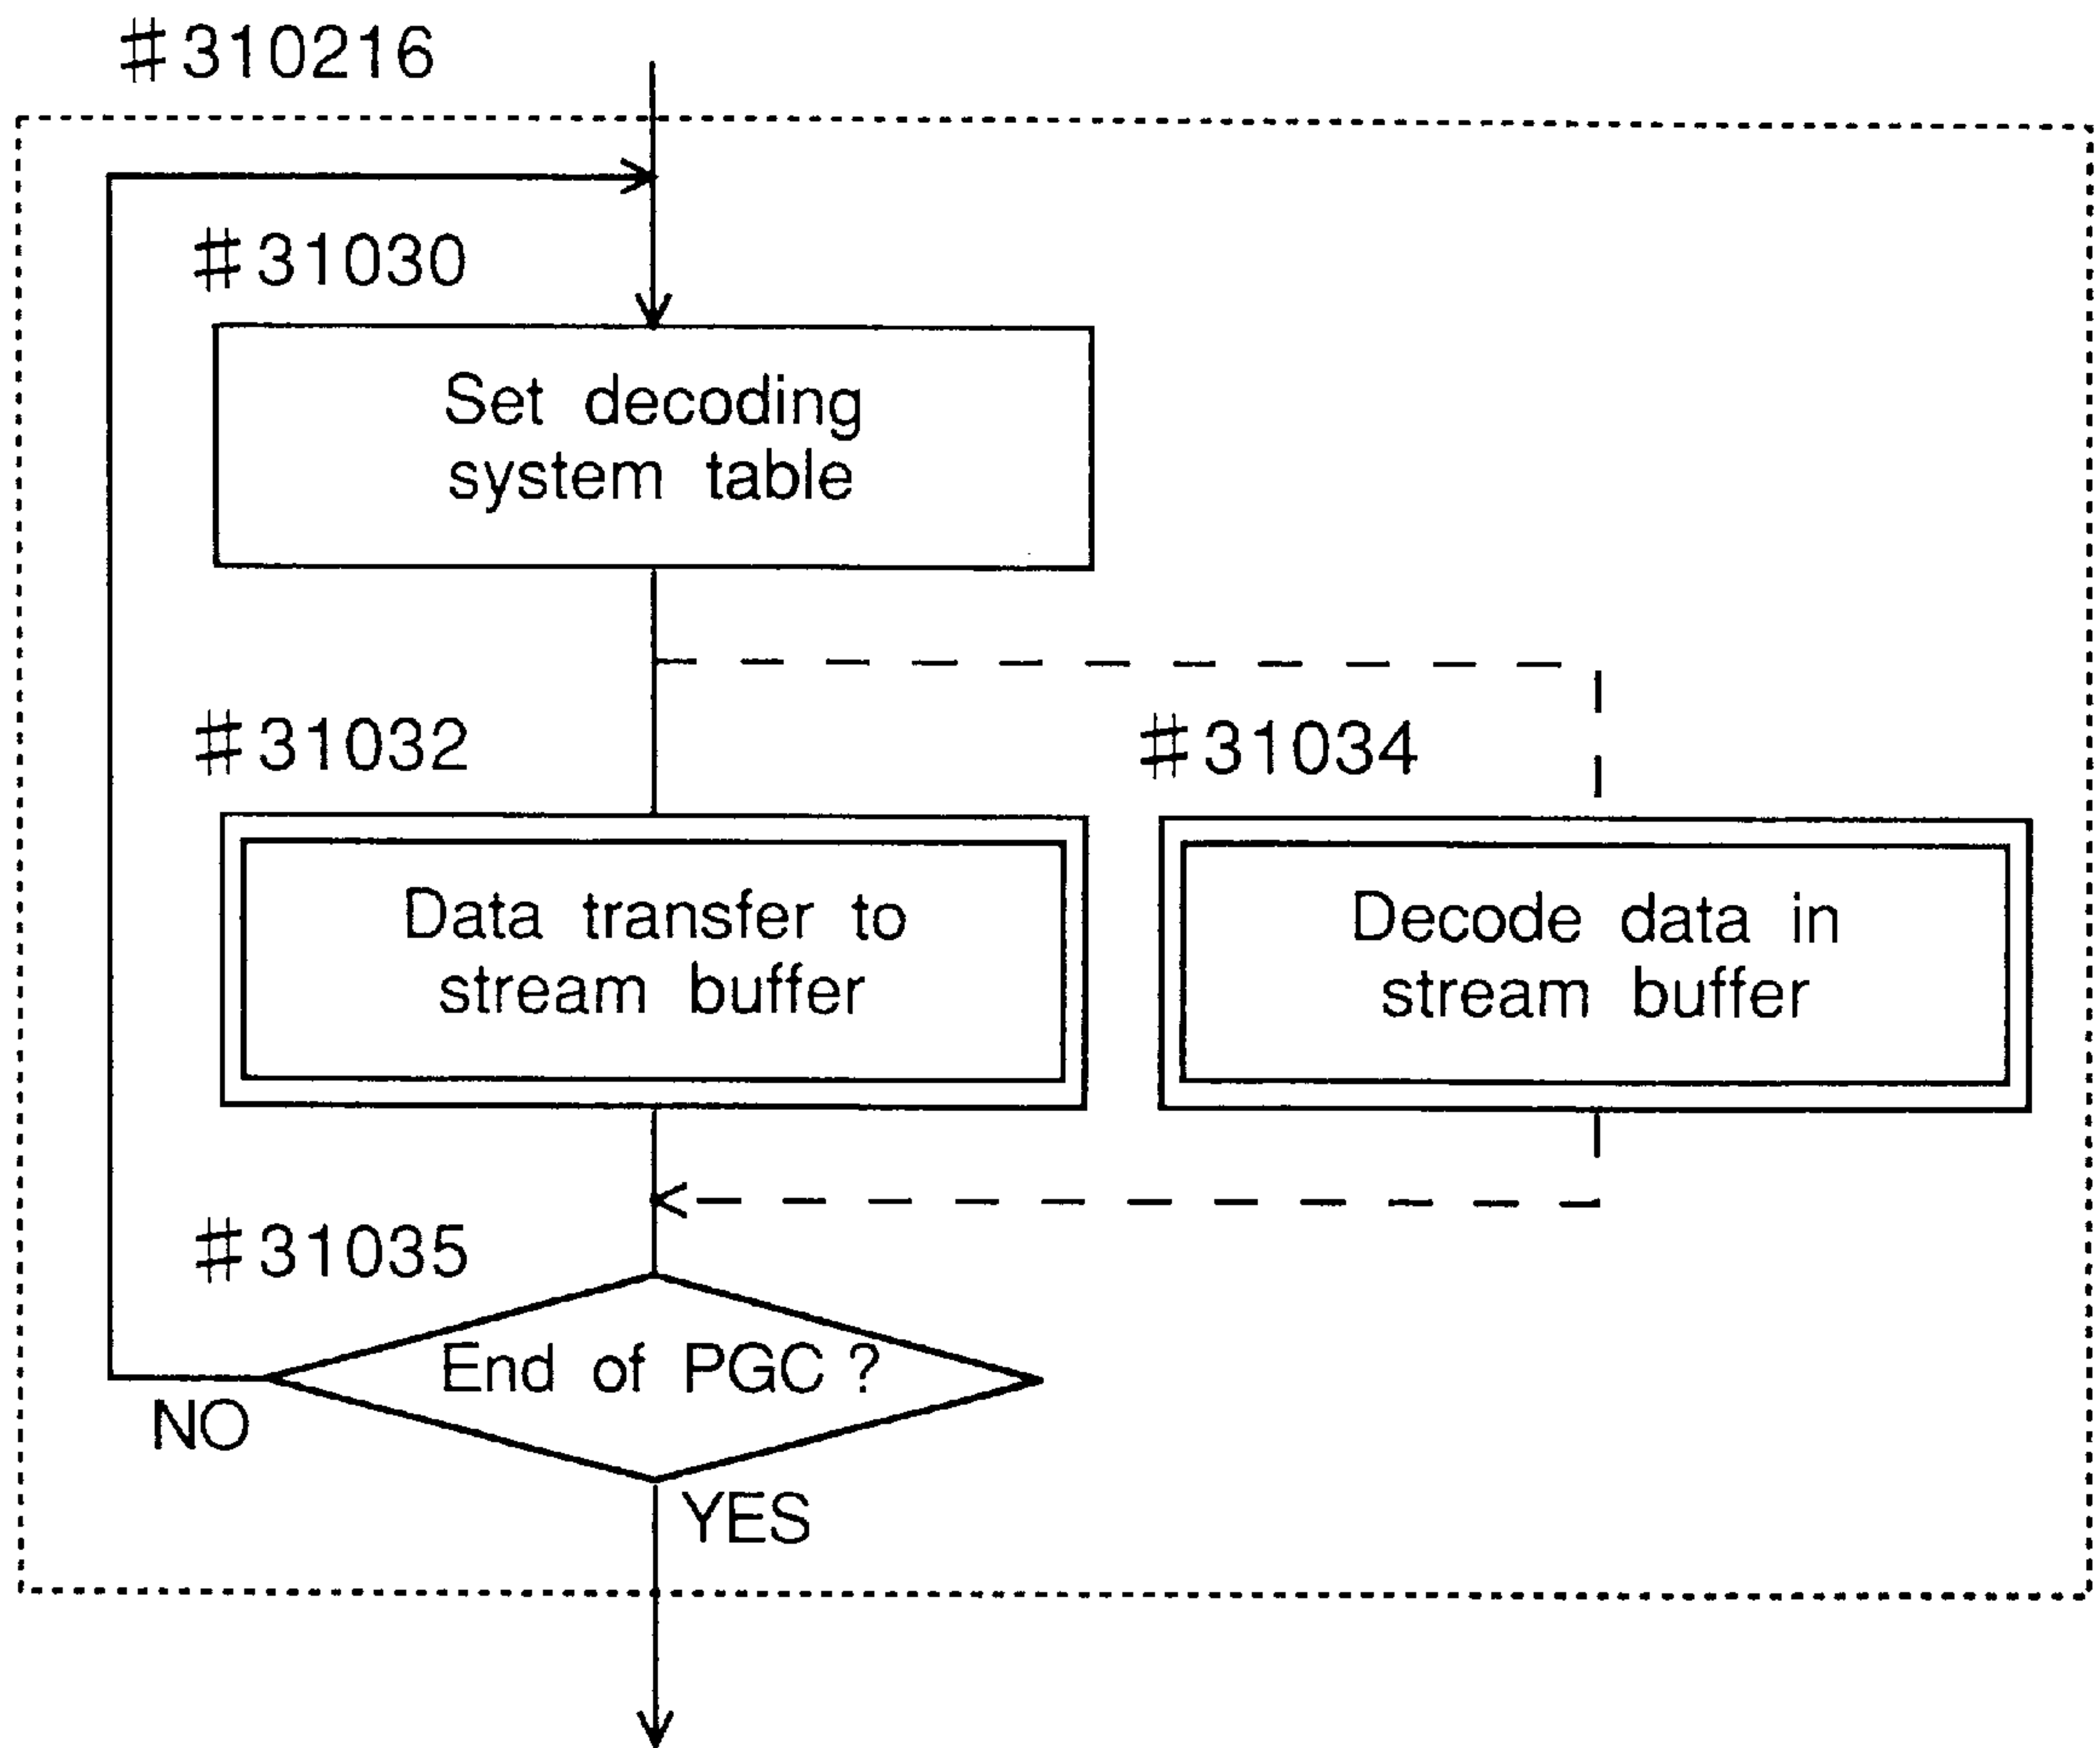 #310216
#31030
Set decoding
system table
#31032
#31034
Data transfer to
stream buffer
Decode data in
stream buffer
#31035
End of PGC ?
NO
YES